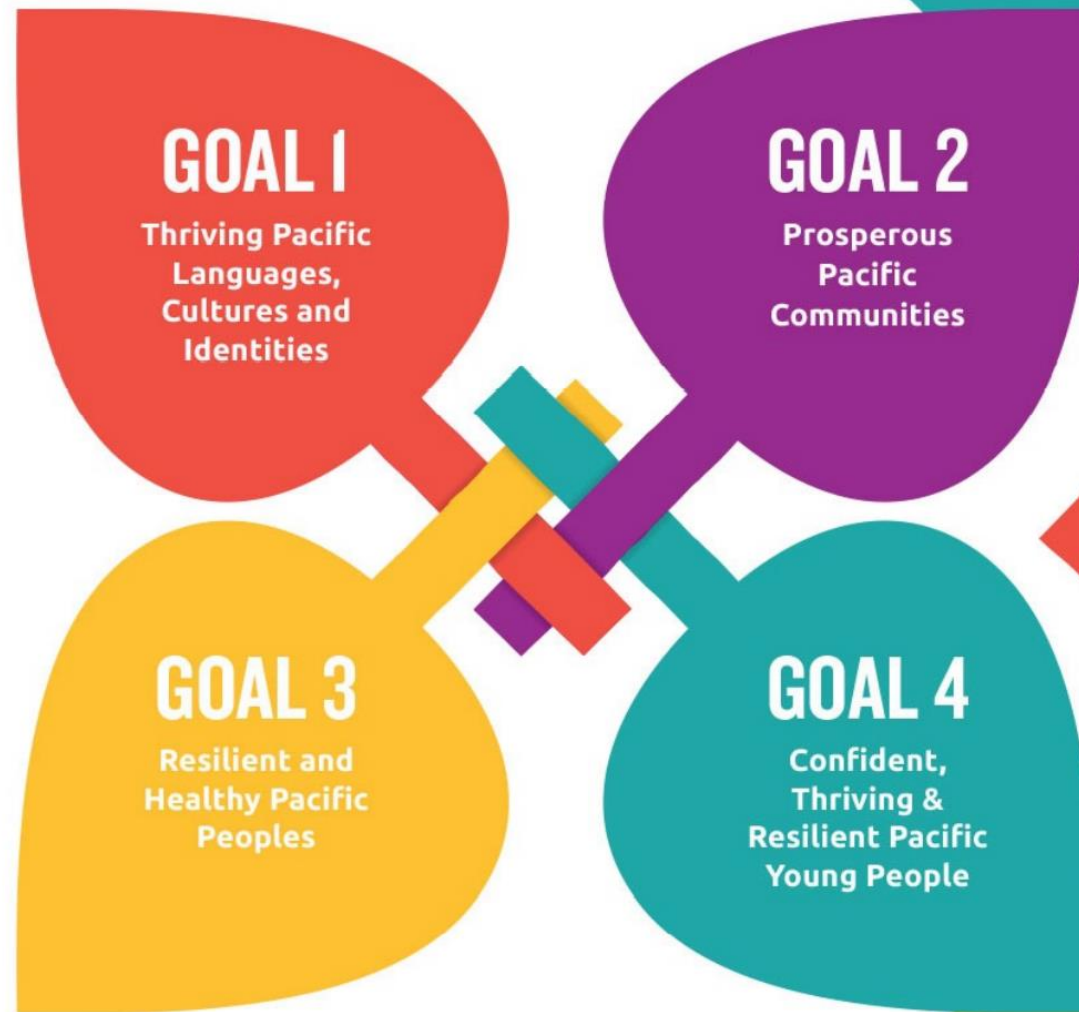 GOAL 1
Thriving Pacific
Languages,
Cultures and
Identities
GOAL 2
Prosperous
Pacific
Communities
GOAL 3
Resilient and
Healthy Pacific
Peoples
GOAL 4
Confident,
Thriving &
Resilient Pacific
Young People